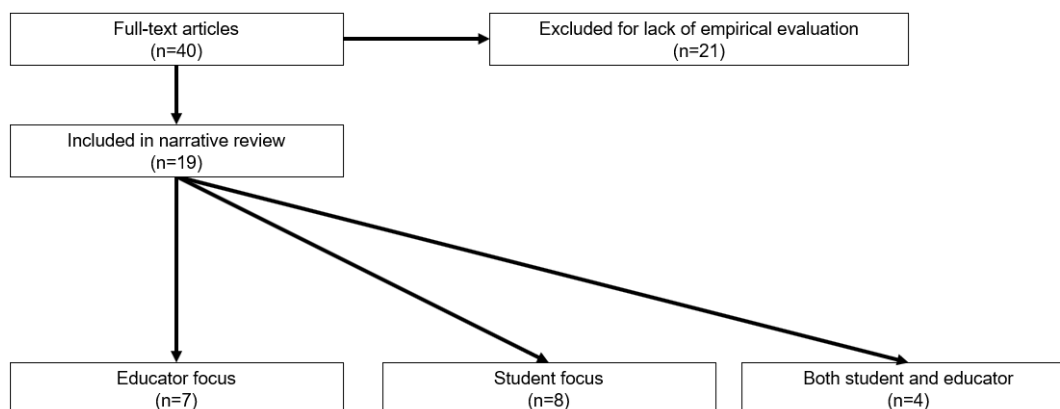 Full-text articles
(n=40)
Excluded for lack of empirical evaluation
(n=21)
Included in narrative review
(n=19)
Educator focus
(n=7)
Student focus
(n=8)
Both student and educator
(n=4)